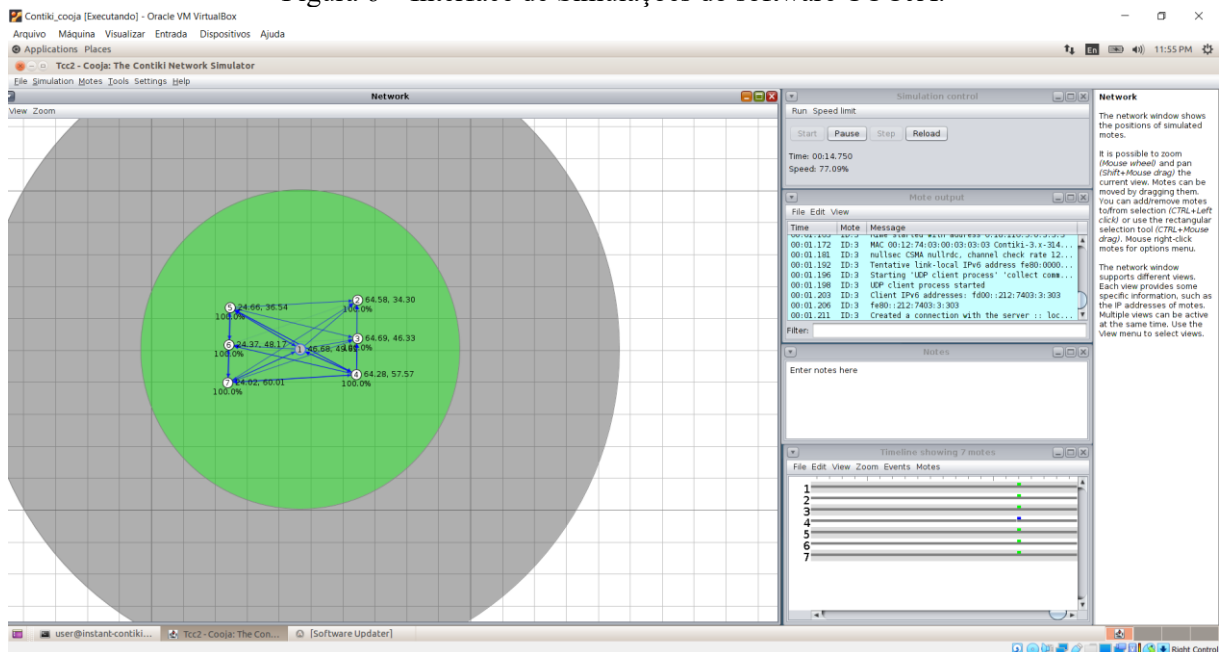 Contiki_cooja [Executando] - Oracle VM VirtualBox
Arquivo Máquina Visualizar Entrada Dispositivos Ajuda
Applications Places
En
11:55 PM
Tcc2 - Cooja: The Contiki Network Simulator
File Simulation Motes Tools Settings Help
Network
View Zoom
5 24.66, 36.54
100.0%
2 64.58, 34.30
100.0%
6 24.37, 48.17
100.0%
1
3 64.69, 46.33
7 24.02, 60.01
100.0%
4 64.28, 57.57
100.0%
Simulation control
Run Speed limit
Start Pause Step Reload
Time: 00:14.750
Speed: 77.09%
Mote output
File Edit View
Time Mote Message
00:01.172 ID:3 MAC 00:12:74:03:00:03:03:03 Contiki-3.x-314...
00:01.181 ID:3 nullsec CSMA nullrdc, channel check rate 12...
00:01.192 ID:3 Tentative link-local IPv6 address fe80:0000...
00:01.196 ID:3 Starting 'UDP client process' 'collect comm...
00:01.198 ID:3 UDP client process started
00:01.203 ID:3 Client IPv6 addresses: fd00::212:7403:3:303
00:01.206 ID:3 fe80::212:7403:3:303
00:01.211 ID:3 Created a connection with the server :: loc...
Filter:
Notes
Enter notes here
Timeline showing 7 motes
File Edit View Zoom Events Motes
1
2
3
4
5
6
7
Network
The network window shows
the positions of simulated
motes.
It is possible to zoom
(Mouse wheel) and pan
(Shift+Mouse drag) the
current view. Motes can be
moved by dragging them.
You can add/remove motes
to/from selection (CTRL+Left
click) or use the rectangular
selection tool (CTRL+Mouse
drag). Mouse right-click
motes for options menu.
The network window
supports different views.
Each view provides some
specific information, such as
the IP addresses of motes.
Multiple views can be active
at the same time. Use the
View menu to select views.
user@instant-contiki...
Tcc2 - Cooja: The Con...
[Software Updater]
Right Control